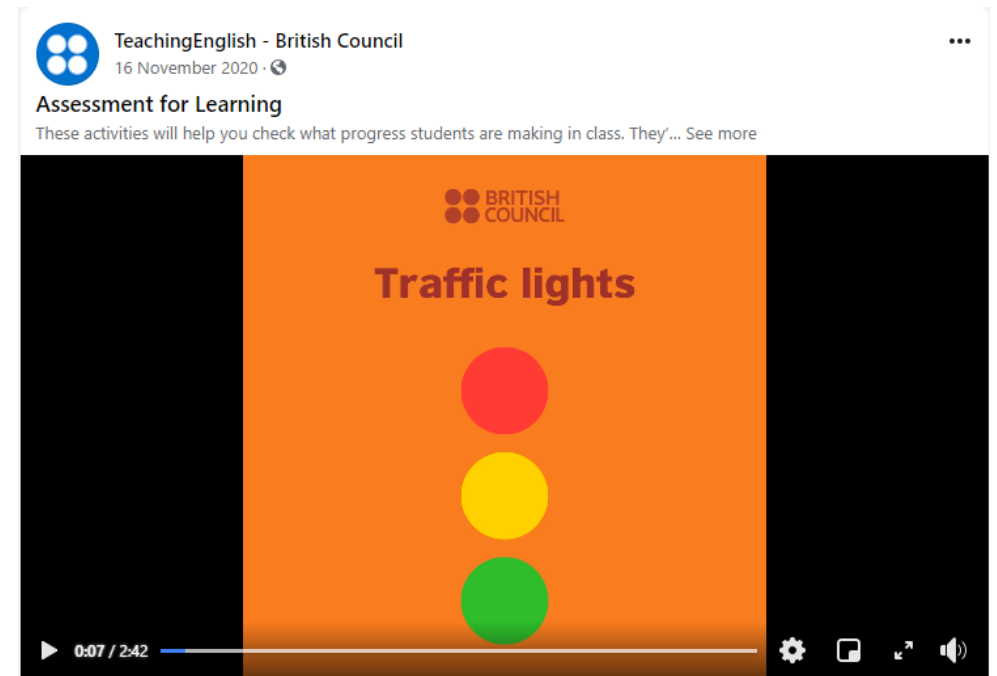 TeachingEnglish - British Council
16 November 2020 ·
Assessment for Learning
These activities will help you check what progress students are making in class. They'... See more
BRITISH
COUNCIL
Traffic lights
0:07 / 2:42